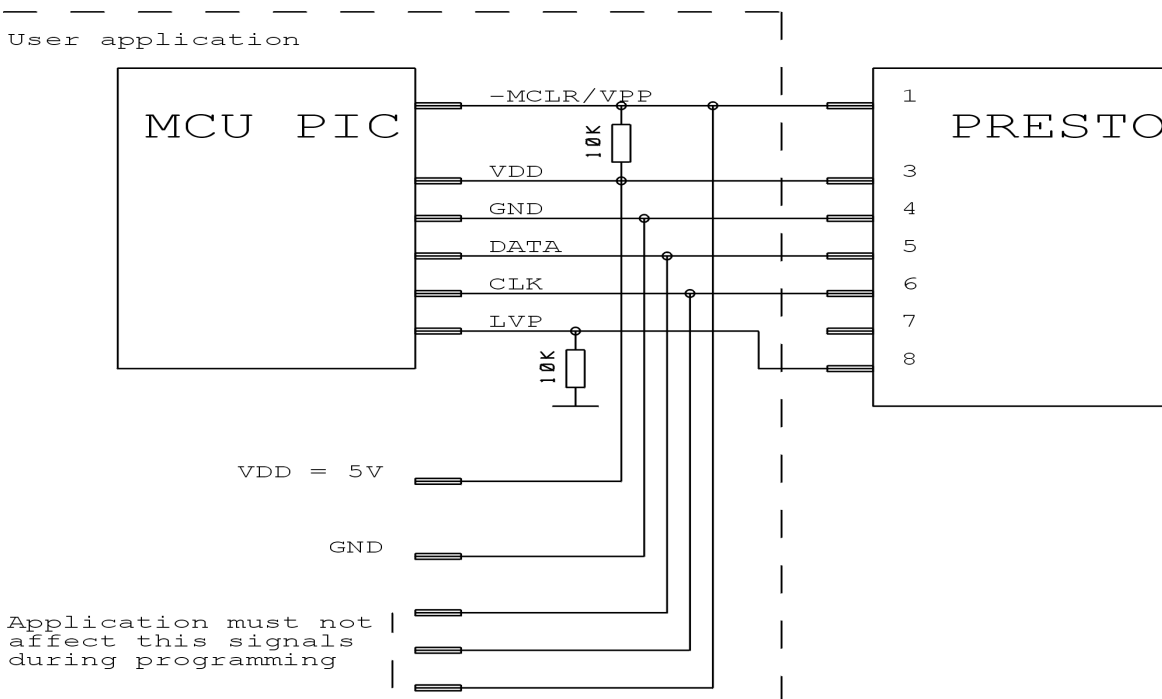 User application
MCU PIC
-MCLR/VPP
1
PRESTO
10K
VDD
3
GND
4
DATA
5
CLK
6
LVP
7
8
10K
VDD = 5V
GND
Application must not
affect this signals
during programming